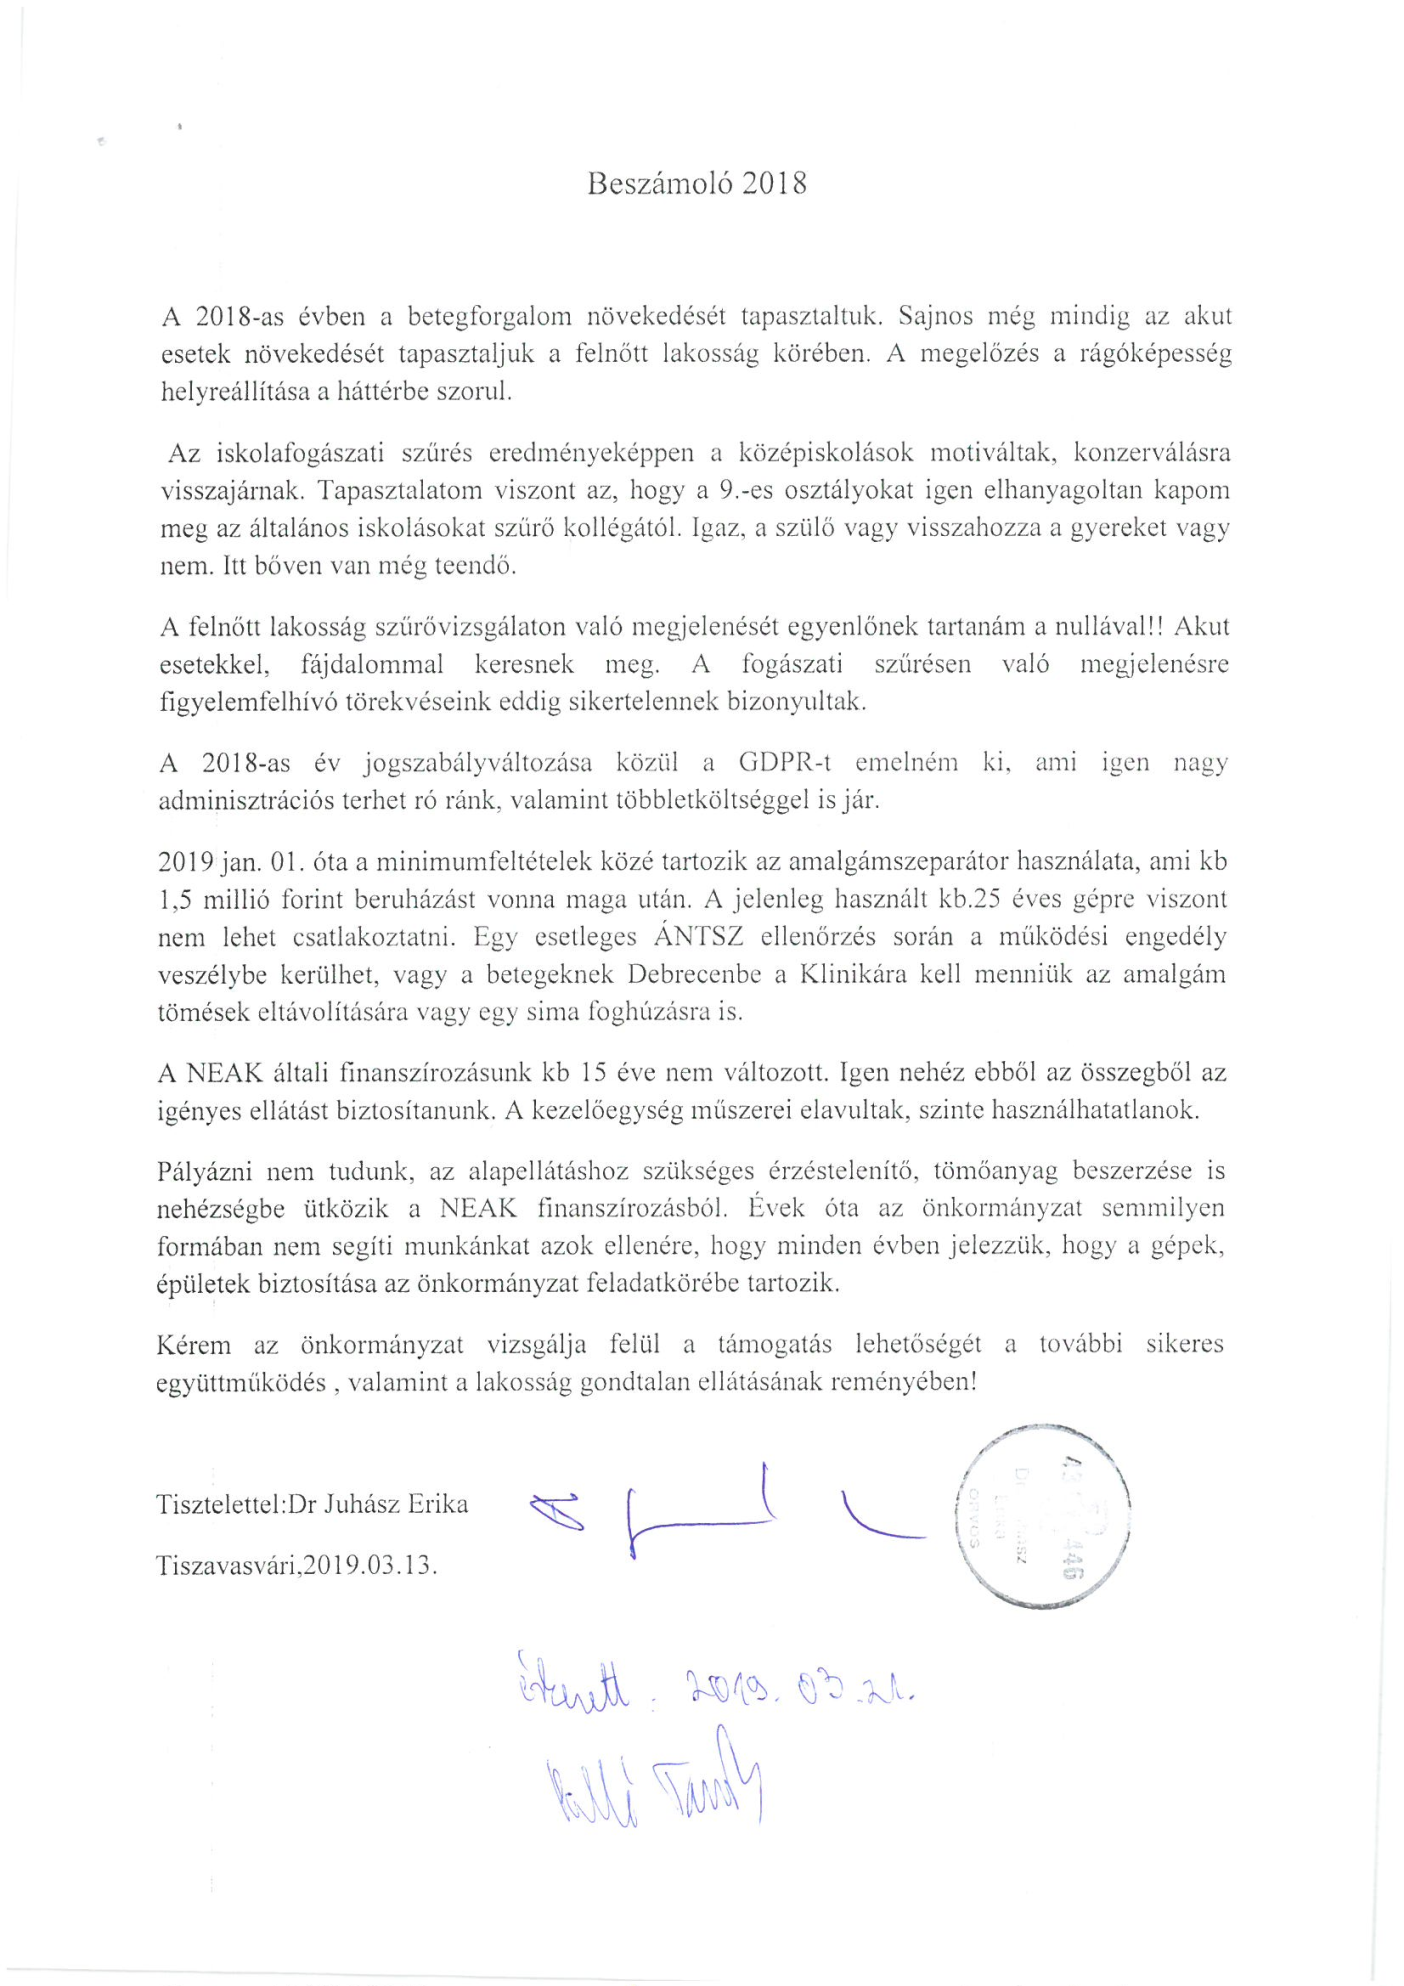 Beszámoló 2018
A 2018-as évben a betegforgalom növekedését tapasztaltuk. Sajnos még mindig az akut
esetek növekedését tapasztaljuk a felnőtt lakosság körében. A megelőzés a rágóképesség
helyreállítása a háttérbe szorul.
Az iskolafogászati szűrés eredményeképpen a középiskolások motiváltak, konzerválásra
visszajárnak. Tapasztalatom viszont az, hogy a 9.-es osztályokat igen elhanyagoltan kapom
meg az általános iskolásokat szűrő kollégától. Igaz, a szülő vagy visszahozza a gyereket vagy
nem. Itt bőven van még teendő.
A felnőtt lakosság szűrővizsgálaton való megjelenését egyenlőnek tartanám a nullával!! Akut
esetekkel, fájdalommal keresnek meg. A fogászati szűrésen való megjelenésre
figyelemfelhívó törekvéseink eddig sikertelennek bizonyultak.
A 2018-as év jogszabályváltozása közül a GDPR-t emelném ki, ami igen nagy
adminisztrációs terhet ró ránk, valamint többletköltséggel is jár.
2019 jan. 01. óta a minimumfeltételek közé tartozik az amalgámszeparátor használata, ami kb
1,5 millió forint beruházást vonna maga után. A jelenleg használt kb.25 éves gépre viszont
nem lehet csatlakoztatni. Egy esetleges ÁNTSZ ellenőrzés során a működési engedély
veszélybe kerülhet, vagy a betegeknek Debrecenbe a Klinikára kell menniük az amalgám
tömések eltávolítására vagy egy sima foghúzásra is.
A NEAK általi finanszírozásunk kb 15 éve nem változott. Igen nehéz ebből az összegből az
igényes ellátást biztosítanunk. A kezelőegység műszerei elavultak, szinte használhatatlanok.
Pályázni nem tudunk, az alapellátáshoz szükséges érzéstelenítő, tömőanyag beszerzése is
nehézségbe ütközik a NEAK finanszírozásból. Évek óta az önkormányzat semmilyen
formában nem segíti munkánkat azok ellenére, hogy minden évben jelezzük, hogy a gépek,
épületek biztosítása az önkormányzat feladatkörébe tartozik.
Kérem az önkormányzat vizsgálja felül a támogatás lehetőségét a további sikeres
együttműködés , valamint a lakosság gondtalan ellátásának reményében!
Tisztelettel:Dr Juhász Erika
ORVOS
Tiszavasvári,2019.03.13.
érkezett: 2019. 03. 21.